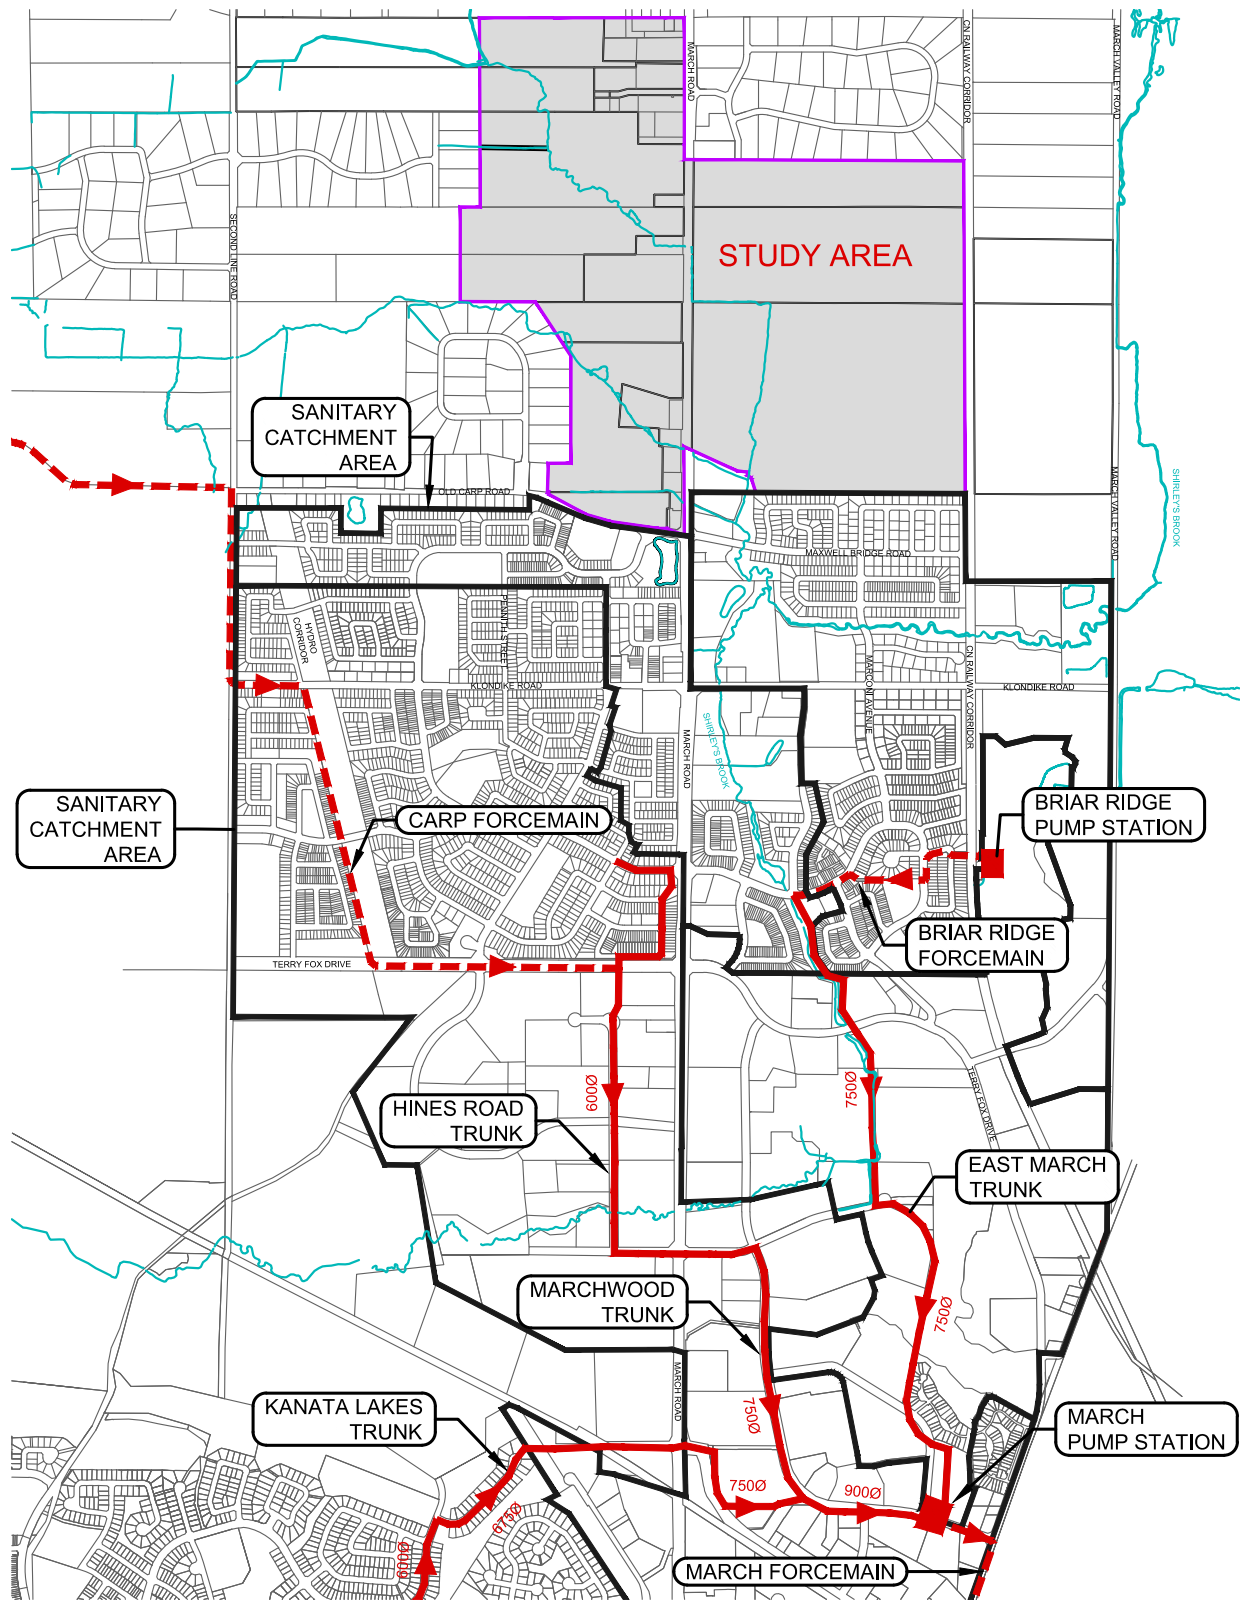 MARCH ROAD
CN RAILWAY CORRIDOR
MARCH VALLEY ROAD
SECOND LINE ROAD
STUDY AREA
SANITARY
CATCHMENT
AREA
OLD CARP ROAD
MARCH VALLEY ROAD
SHIRLEY'S BROOK
MAXWELL BRIDGE ROAD
HYDRO
CORRIDOR
PENRITH STREET
KLONDIKE ROAD
MARCONI AVENUE
CN RAILWAY CORRIDOR
KLONDIKE ROAD
MARCH ROAD
SHIRLEY'S BROOK
SANITARY
CATCHMENT
AREA
CARP FORCEMAIN
BRIAR RIDGE
PUMP STATION
BRIAR RIDGE
FORCEMAIN
TERRY FOX DRIVE
600Ø
750Ø
TERRY FOX DRIVE
HINES ROAD
TRUNK
EAST MARCH
TRUNK
MARCHWOOD
TRUNK
750Ø
MARCH ROAD
KANATA LAKES
TRUNK
750Ø
MARCH
PUMP STATION
750Ø
900Ø
675Ø
600Ø
MARCH FORCEMAIN